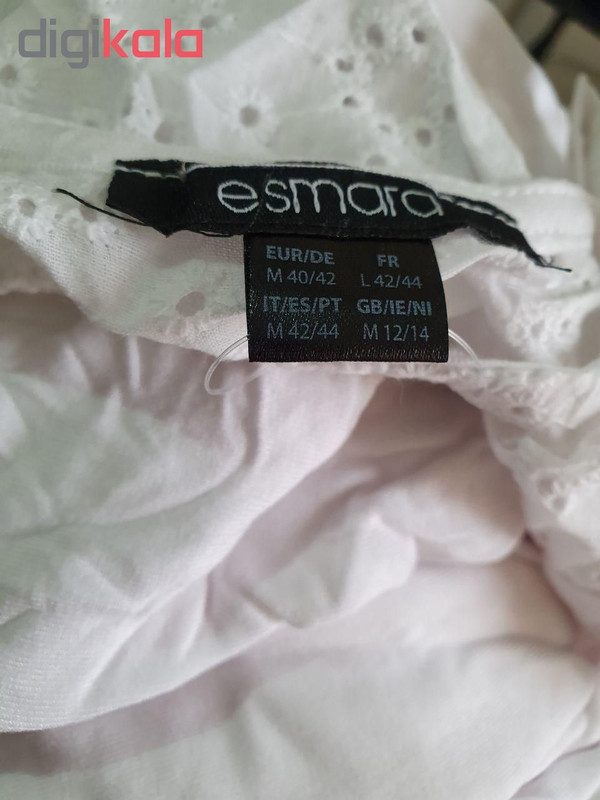 digikala
esmara
EUR/DE FR
M 40/42 L 42/44
IT/ES/PT GB/IE/NI
M 42/44 M 12/14